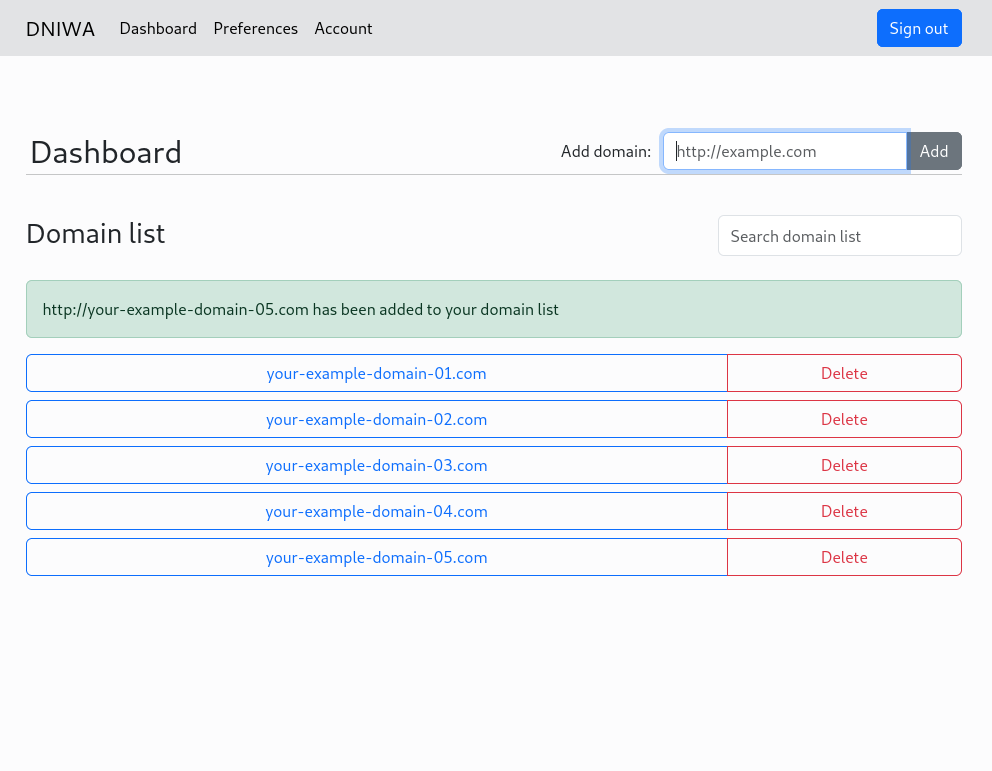 DNIWA Dashboard Preferences Account Sign out
Dashboard Add domain: http://example.com Add
Domain list Search domain list
http://your-example-domain-05.com has been added to your domain list
your-example-domain-01.com Delete
your-example-domain-02.com Delete
your-example-domain-03.com Delete
your-example-domain-04.com Delete
your-example-domain-05.com Delete